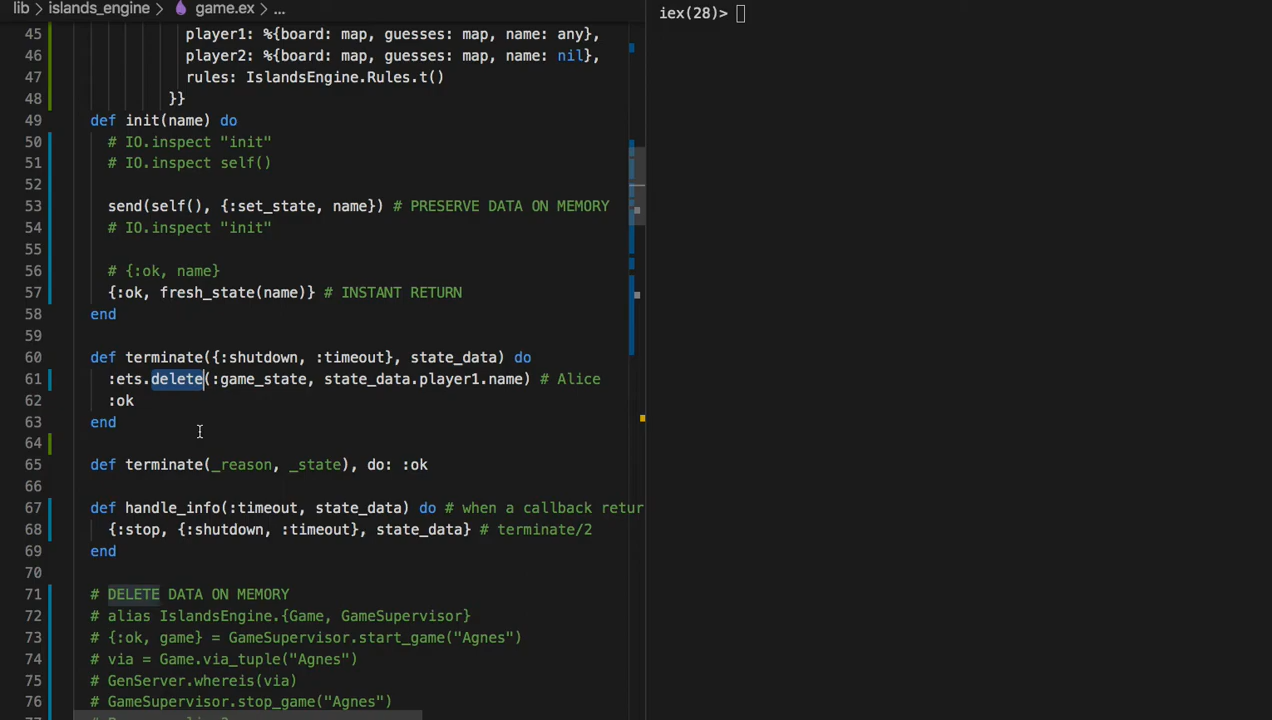 lib > islands_engine > game.ex > ...
iex(28)>
45 player1: %{board: map, guesses: map, name: any},
46 player2: %{board: map, guesses: map, name: nil},
47 rules: IslandsEngine.Rules.t()
48 }}
49 def init(name) do
50 # IO.inspect "init"
51 # IO.inspect self()
52
53 send(self(), {:set_state, name}) # PRESERVE DATA ON MEMORY
54 # IO.inspect "init"
55
56 # {:ok, name}
57 {:ok, fresh_state(name)} # INSTANT RETURN
58 end
59
60 def terminate({:shutdown, :timeout}, state_data) do
61 :ets.delete(:game_state, state_data.player1.name) # Alice
62 :ok
63 end
64
65 def terminate(_reason, _state), do: :ok
66
67 def handle_info(:timeout, state_data) do # when a callback retur
68 {:stop, {:shutdown, :timeout}, state_data} # terminate/2
69 end
70
71 # DELETE DATA ON MEMORY
72 # alias IslandsEngine.{Game, GameSupervisor}
73 # {:ok, game} = GameSupervisor.start_game("Agnes")
74 # via = Game.via_tuple("Agnes")
75 # GenServer.whereis(via)
76 # GameSupervisor.stop_game("Agnes")